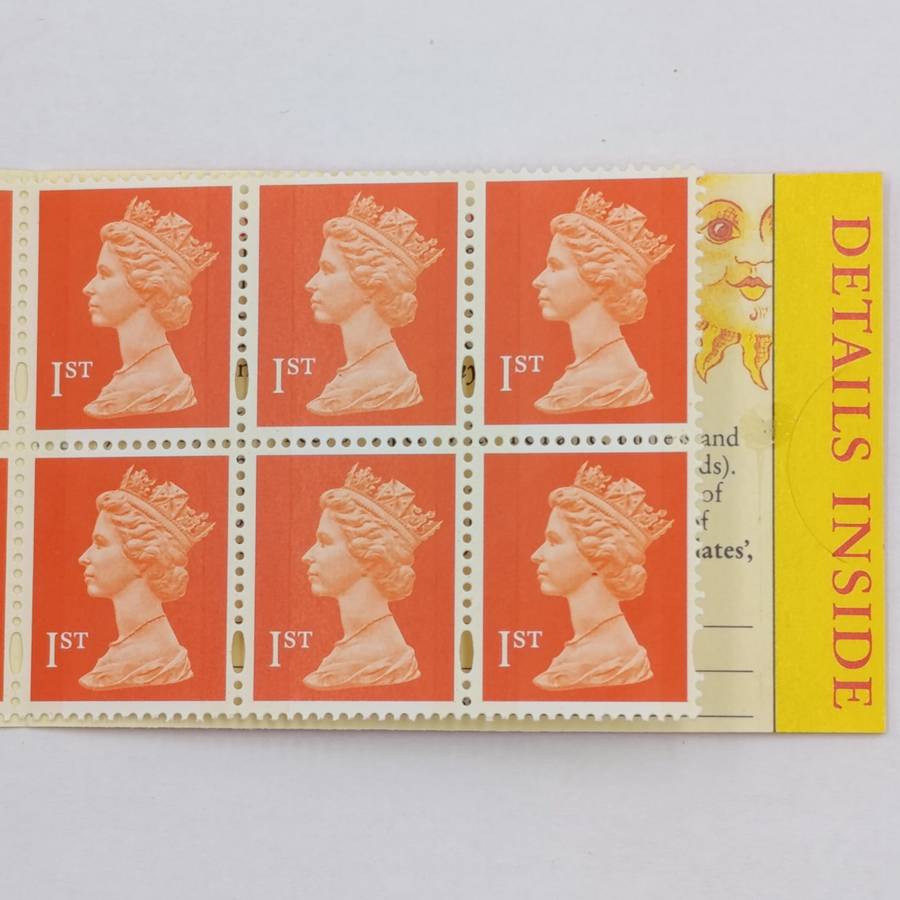 1ST 1ST 1ST
1ST 1ST 1ST
and
ds).
of
f
ates',
DETAILS INSIDE